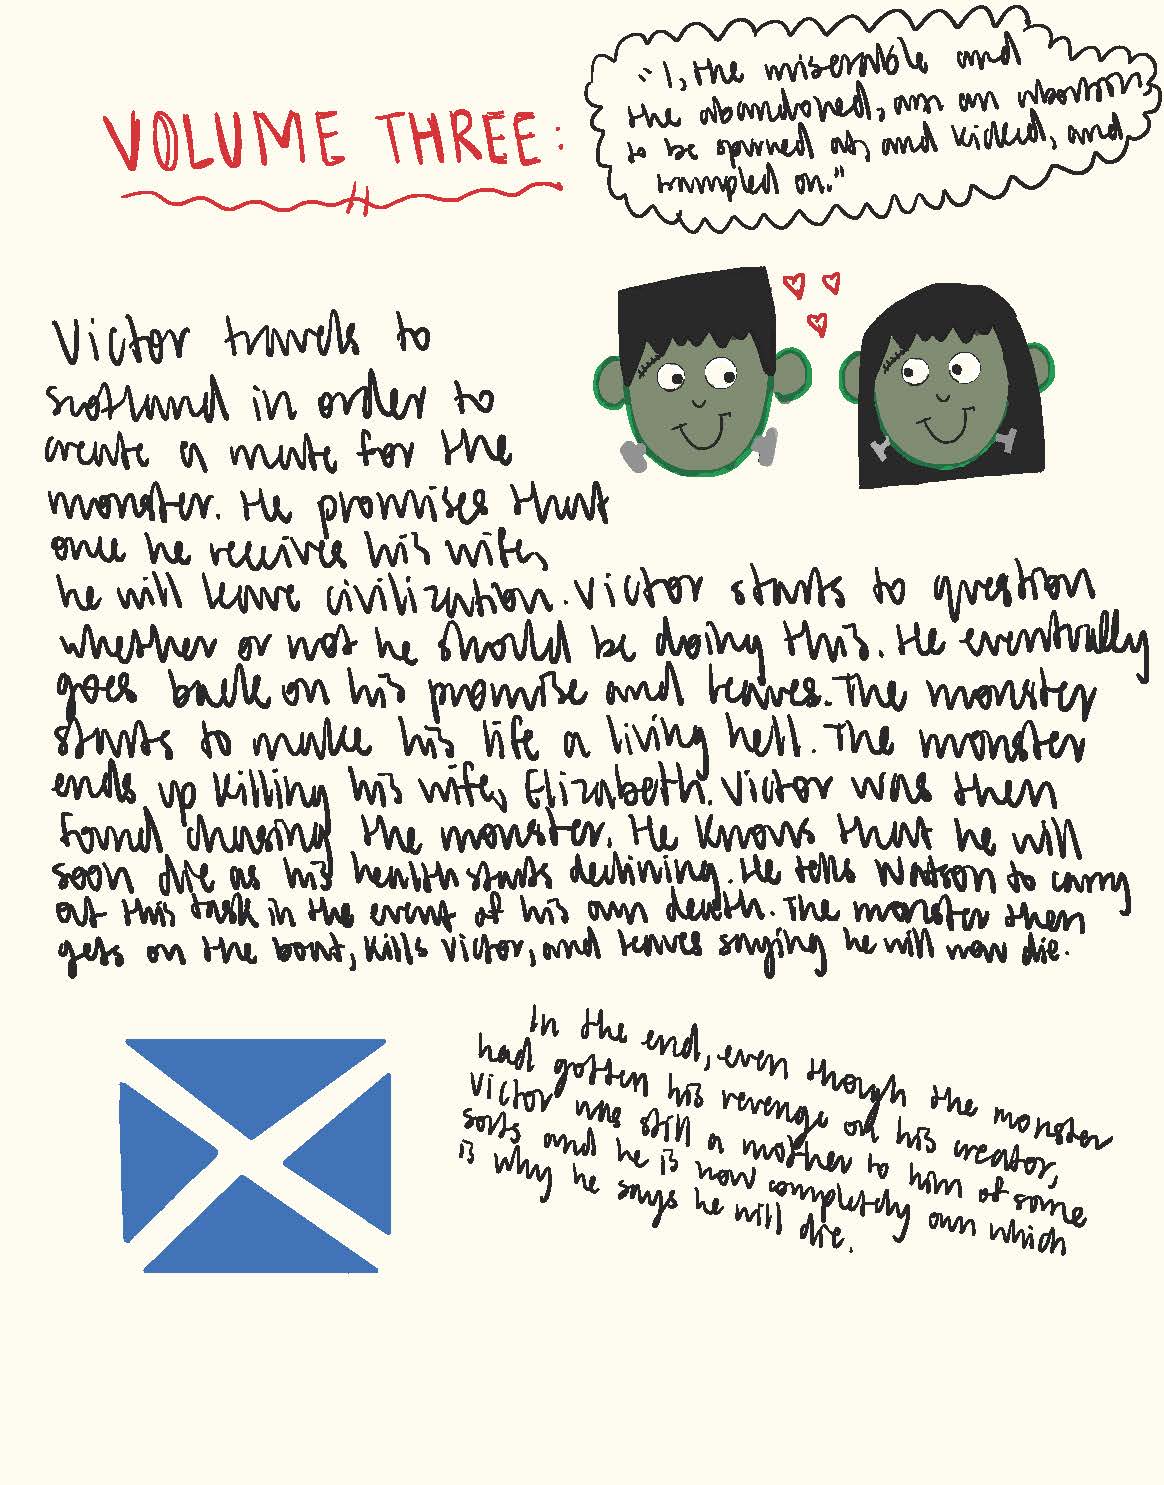 VOLUME THREE:
"I, the miserable and
the abandoned, am an abortion,
to be spurned at, and kicked, and
trampled on."
Victor travels to
Scotland in order to
create a mate for the
monster. He promises that
once he receives his wife,
he will leave civilization. Victor starts to question
whether or not he should be doing this. He eventually
goes back on his promise and leaves. The monster
starts to make his life a living hell. The monster
ends up killing his wife, Elizabeth. Victor was then
found chasing the monster. He knows that he will
soon die as his health starts declining. He tells Watson to carry
out this task in the event of his own death. The monster then
gets on the boat, kills Victor, and leaves saying he will now die.
In the end, even though the monster
had gotten his revenge on his creator,
Victor was still a mother to him of some
sorts and he is now completely own which
is why he says he will die.